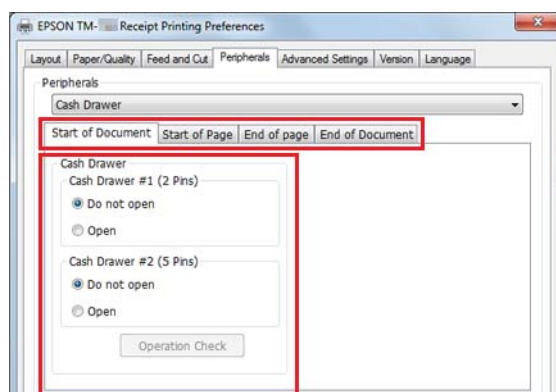 EPSON TM- Receipt Printing Preferences
Layout Paper/Quality Feed and Cut Peripherals Advanced Settings Version Language
Peripherals
Cash Drawer
Start of Document Start of Page End of page End of Document
Cash Drawer
Cash Drawer #1 (2 Pins)
Do not open
Open
Cash Drawer #2 (5 Pins)
Do not open
Open
Operation Check